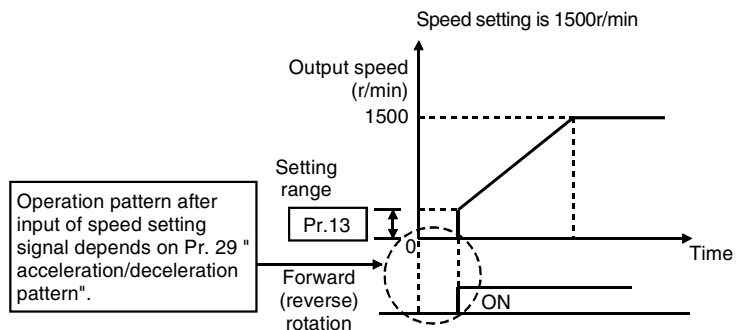 Speed setting is 1500r/min
Output speed
(r/min)
1500
Setting
range
Pr.13
Operation pattern after
input of speed setting
signal depends on Pr. 29 "
acceleration/deceleration
pattern".
0
Time
Forward
(reverse)
rotation
ON